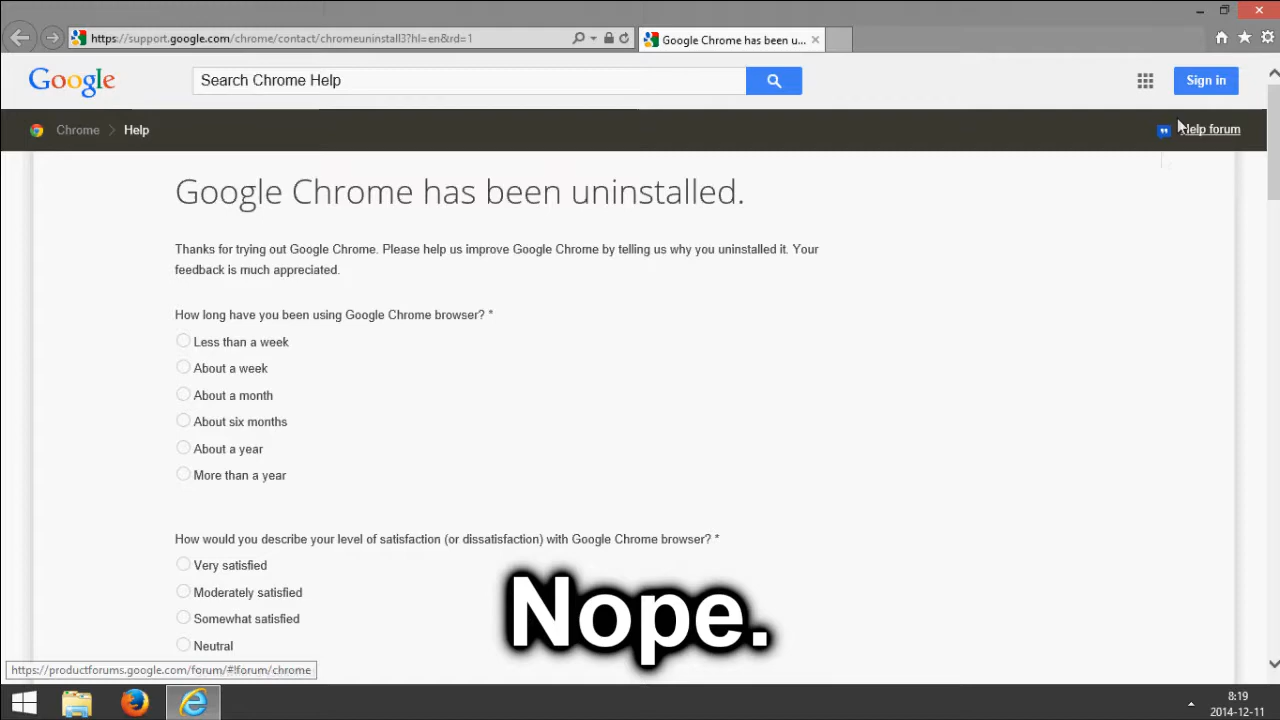 https://support.google.com/chrome/contact/chromeuninstall3?hl=en&rd=1
Google Chrome has been u...
Google
Search Chrome Help
Sign in
Chrome
Help
Help forum
Google Chrome has been uninstalled.
Thanks for trying out Google Chrome. Please help us improve Google Chrome by telling us why you uninstalled it. Your
feedback is much appreciated.
How long have you been using Google Chrome browser? *
Less than a week
About a week
About a month
About six months
About a year
More than a year
How would you describe your level of satisfaction (or dissatisfaction) with Google Chrome browser? *
Very satisfied
Moderately satisfied
Somewhat satisfied
Neutral
Nope.
https://productforums.google.com/forum/#!forum/chrome
8:19
2014-12-11